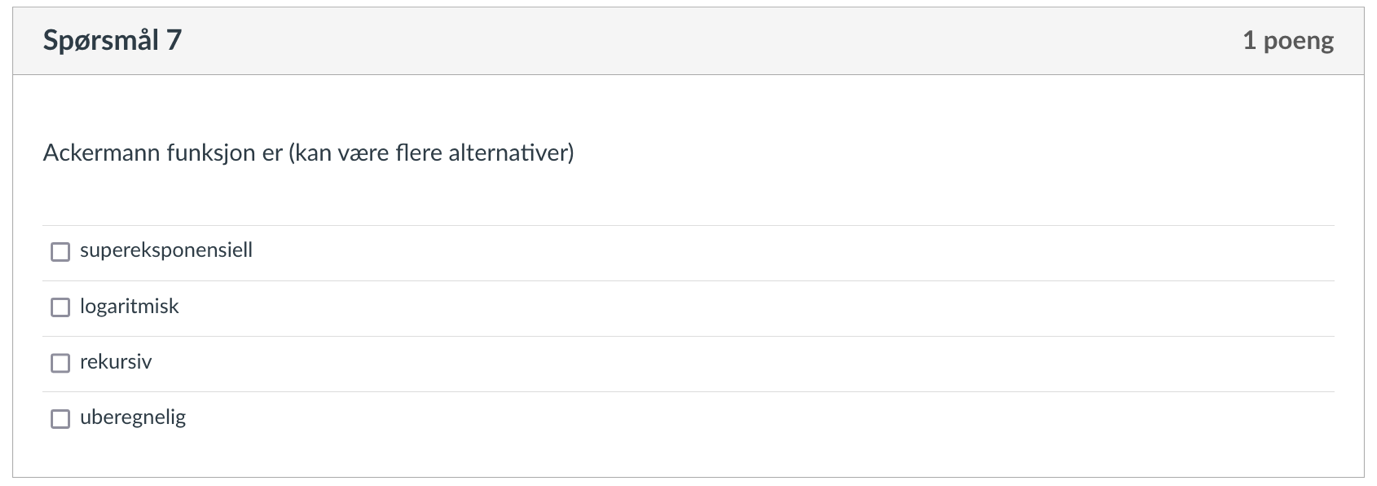 Spørsmål 7
1 poeng
Ackermann funksjon er (kan være flere alternativer)
supereksponensiell
logaritmisk
rekursiv
uberegnelig